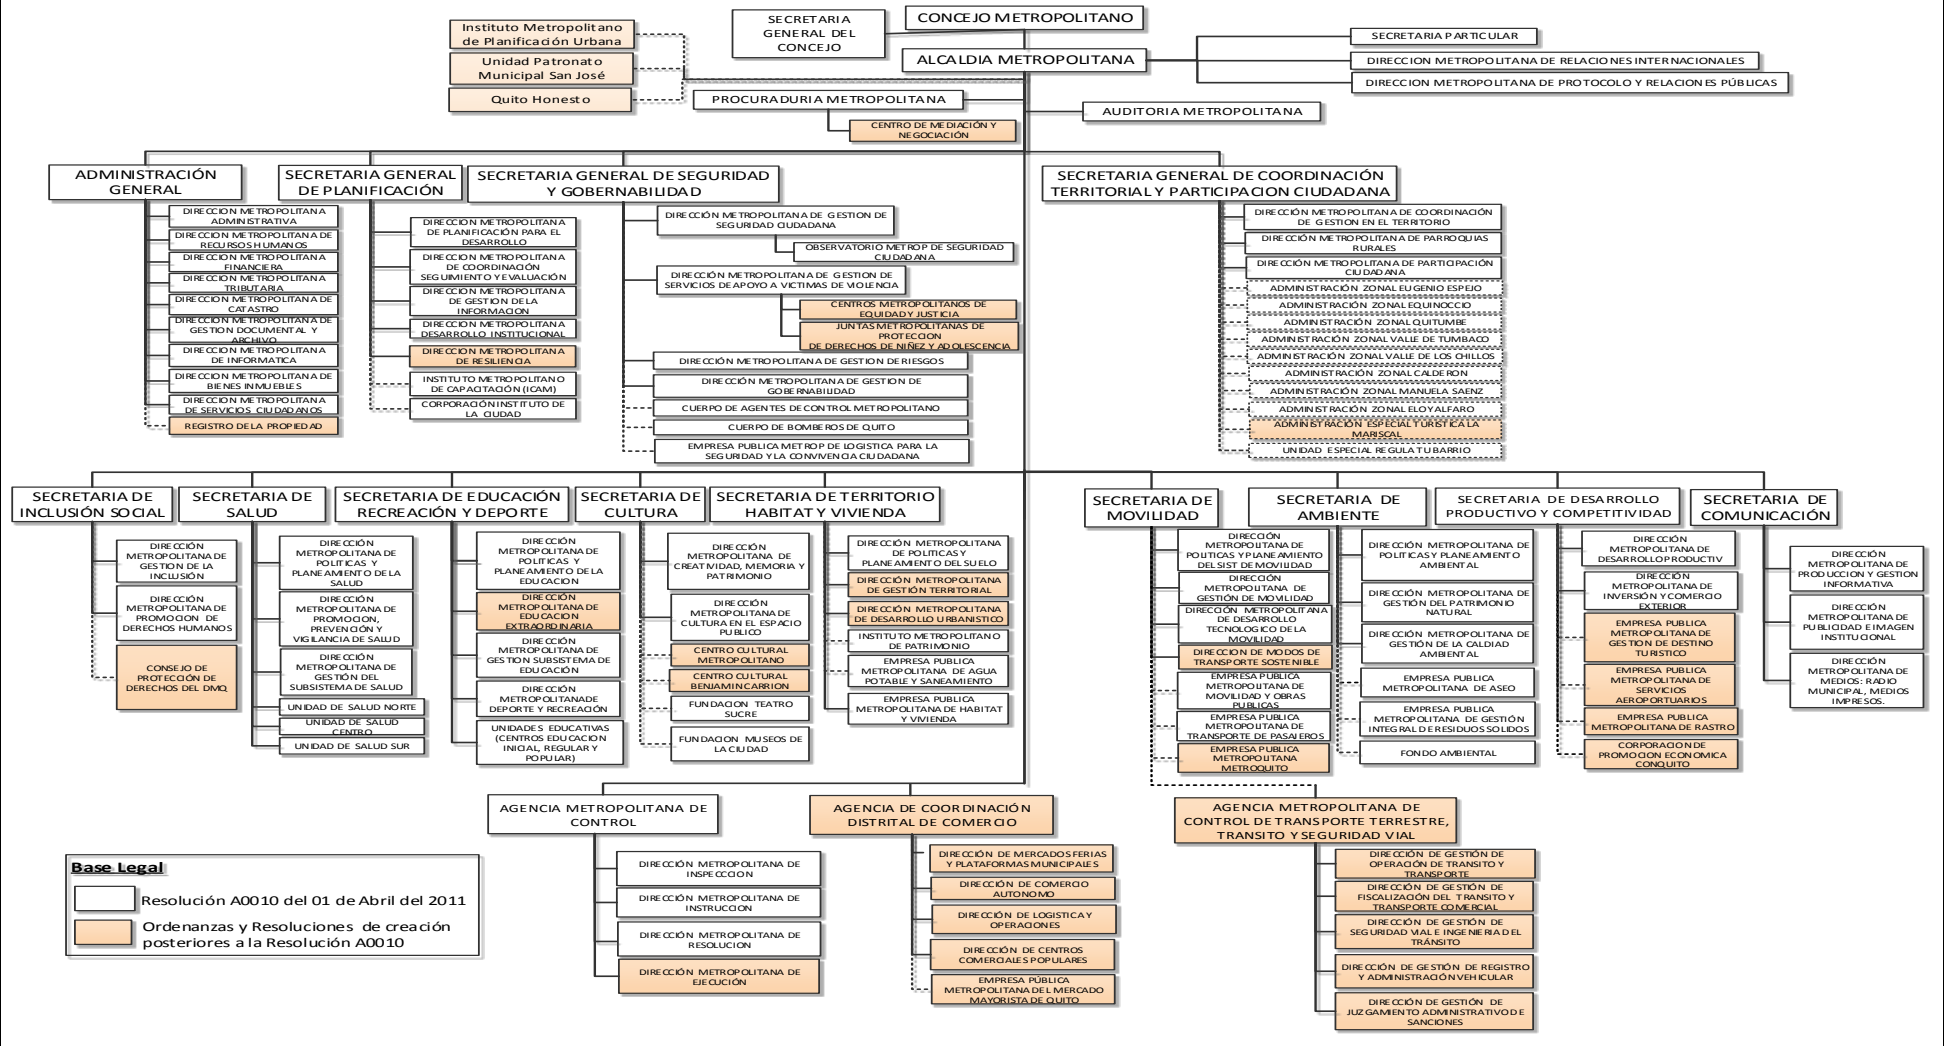 Instituto Metropolitano
de Planificación Urbana
Unidad Patronato
Municipal San José
Quito Honesto
SECRETARIA
GENERAL DEL
CONCEJO
CONCEJO METROPOLITANO
ALCALDIA METROPOLITANA
SECRETARIA PARTICULAR
DIRECCION METROPOLITANA DE RELACIONES INTERNACIONALES
DIRECCION METROPOLITANA DE PROTOCOLO Y RELACIONES PÚBLICAS
PROCURADURIA METROPOLITANA
AUDITORIA METROPOLITANA
CENTRO DE MEDIACIÓN Y
NEGOCIACIÓN
ADMINISTRACIÓN
GENERAL
DIRECCION METROPOLITANA
ADMINISTRATIVA
DIRECCION METROPOLITANA DE
RECURSOS HUMANOS
DIRECCION METROPOLITANA
FINANCIERA
DIRECCION METROPOLITANA
TRIBUTARIA
DIRECCION METROPOLITANA DE
CATASTRO
DIRECCION METROPOLITANA DE
GESTION DOCUMENTAL Y
ARCHIVO
DIRECCION METROPOLITANA
DE INFORMATICA
DIRECCION METROPOLITANA DE
BIENES INMUEBLES
DIRECCION METROPOLITANA
DE SERVICIOS CIUDADANOS
REGISTRO DE LA PROPIEDAD
SECRETARIA GENERAL
DE PLANIFICACIÓN
DIRECCION METROPOLITANA
DE PLANIFICACIÓN PARA EL
DESARROLLO
DIRECCION METROPOLITANA
DE COORDINACIÓN
SEGUIMIENTO Y EVALUACIÓN
DIRECCION METROPOLITANA
DE GESTION DE LA
INFORMACION
DIRECCION METROPOLITANA
DESARROLLO INSTITUCIONAL
DIRECCION METROPOLITANA
DE RESILENCIA
INSTITUTO METROPOLITANO
DE CAPACITACIÓN (ICAM)
CORPORACIÓN INSTITUTO DE
LA CIUDAD
SECRETARIA GENERAL DE SEGURIDAD
Y GOBERNABILIDAD
DIRECCIÓN METROPOLITANA DE GESTION DE
SEGURIDAD CIUDADANA
OBSERVATORIO METROP DE SEGURIDAD
CIUDADANA
DIRECCIÓN METROPOLITANA DE GESTION DE
SERVICIOS DE APOYO A VICTIMAS DE VIOLENCIA
CENTROS METROPOLITANOS DE
EQUIDAD Y JUSTICIA
JUNTAS METROPOLITANAS DE
PROTECCION
DE DERECHOS DE NIÑEZ Y ADOLESCENCIA
DIRECCIÓN METROPOLITANA DE GESTION DE RIESGOS
DIRECCIÓN METROPOLITANA DE GESTION DE
GOBERNABILIDAD
CUERPO DE AGENTES DE CONTROL METROPOLITANO
CUERPO DE BOMBEROS DE QUITO
EMPRESA PUBLICA METROP DE LOGISTICA PARA LA
SEGURIDAD Y LA CONVIVENCIA CIUDADANA
SECRETARIA GENERAL DE COORDINACIÓN
TERRITORIAL Y PARTICIPACION CIUDADANA
DIRECCIÓN METROPOLITANA DE COORDINACIÓN
DE GESTION EN EL TERRITORIO
DIRECCIÓN METROPOLITANA DE PARROQUIAS
RURALES
DIRECCIÓN METROPOLITANA DE PARTICIPACIÓN
CIUDADANA
ADMINISTRACIÓN ZONAL EUGENIO ESPEJO
ADMINISTRACIÓN ZONAL EQUINOCCIO
ADMINISTRACIÓN ZONAL QUITUMBE
ADMINISTRACIÓN ZONAL VALLE DE TUMBACO
ADMINISTRACIÓN ZONAL VALLE DE LOS CHILLOS
ADMINISTRACIÓN ZONAL CALDERON
ADMINISTRACIÓN ZONAL MANUELA SAENZ
ADMINISTRACIÓN ZONAL ELOY ALFARO
ADMINISTRACIÓN ESPECIAL TURISTICA LA
MARISCAL
UNIDAD ESPECIAL REGULA TU BARRIO
SECRETARIA DE
INCLUSIÓN SOCIAL
DIRECCIÓN
METROPOLITANA DE
GESTION DE LA
INCLUSIÓN
DIRECCIÓN
METROPOLITANA DE
PROMOCION DE
DERECHOS HUMANOS
CONSEJO DE
PROTECCIÓN DE
DERECHOS DEL DMQ
SECRETARIA DE
SALUD
DIRECCIÓN
METROPOLITANA DE
POLITICAS Y
PLANEAMIENTO DE LA
SALUD
DIRECCIÓN
METROPOLITANA DE
PROMOCION,
PREVENCIÓN Y
VIGILANCIA DE SALUD
DIRECCIÓN
METROPOLITANA DE
GESTIÓN DEL
SUBSISTEMA DE SALUD
UNIDAD DE SALUD NORTE
UNIDAD DE SALUD
CENTRO
UNIDAD DE SALUD SUR
SECRETARIA DE EDUCACIÓN
RECREACIÓN Y DEPORTE
DIRECCIÓN
METROPOLITANA DE
POLITICAS Y
PLANEAMIENTO DE LA
EDUCACION
DIRECCIÓN
METROPOLITANA DE
EDUCACION
EXTRAORDINARIA
DIRECCIÓN
METROPOLITANA DE
GESTION SUBSISTEMA DE
EDUCACIÓN
DIRECCIÓN
METROPOLITANA DE
DEPORTE Y RECREACIÓN
UNIDADES EDUCATIVAS
(CENTROS EDUCACION
INICIAL, REGULAR Y
POPULAR)
SECRETARIA DE
CULTURA
DIRECCIÓN
METROPOLITANA DE
CREATIVIDAD, MEMORIA Y
PATRIMONIO
DIRECCIÓN
METROPOLITANA DE
CULTURA EN EL ESPACIO
PUBLICO
CENTRO CULTURAL
METROPOLITANO
CENTRO CULTURAL
BENJAMIN CARRION
FUNDACION TEATRO
SUCRE
FUNDACION MUSEOS DE
LA CIUDAD
SECRETARIA DE TERRITORIO
HABITAT Y VIVIENDA
DIRECCIÓN METROPOLITANA
DE POLITICAS Y
PLANEAMIENTO DEL SUELO
DIRECCIÓN METROPOLITANA
DE GESTIÓN TERRITORIAL
DIRECCIÓN METROPOLITANA
DE DESARROLLO URBANISTICO
INSTITUTO METROPOLITANO
DE PATRIMONIO
EMPRESA PUBLICA
METROPOLITANA DE AGUA
POTABLE Y SANEAMIENTO
EMPRESA PUBLICA
METROPOLITANA DE HABITAT
Y VIVIENDA
SECRETARIA DE
MOVILIDAD
DIRECCIÓN
METROPOLITANA DE
POLITICAS Y PLANEAMIENTO
DEL SIST DE MOVILIDAD
DIRECCIÓN
METROPOLITANA DE
GESTIÓN DE MOVILIDAD
DIRECCIÓN METROPOLITANA
DE DESARROLLO
TECNOLOGICO DE LA
MOVILIDAD
DIRECCION DE MODOS DE
TRANSPORTE SOSTENIBLE
EMPRESA PUBLICA
METROPOLITANA DE
MOVILIDAD Y OBRAS
PUBLICAS
EMPRESA PUBLICA
METROPOLITANA DE
TRANSPORTE DE PASAJEROS
EMPRESA PUBLICA
METROPOLITANA
METROQUITO
SECRETARIA DE
AMBIENTE
DIRECCIÓN METROPOLITANA DE
POLITICAS Y PLANEAMIENTO
AMBIENTAL
DIRECCIÓN METROPOLITANA DE
GESTIÓN DEL PATRIMONIO
NATURAL
DIRECCIÓN METROPOLITANA DE
GESTIÓN DE LA CALDIAD
AMBIENTAL
EMPRESA PUBLICA
METROPOLITANA DE ASEO
EMPRESA PUBLICA
METROPOLITANA DE GESTIÓN
INTEGRAL DE RESIDUOS SOLIDOS
FONDO AMBIENTAL
SECRETARIA DE DESARROLLO
PRODUCTIVO Y COMPETITIVIDAD
DIRECCIÓN
METROPOLITANA DE
DESARROLLO PRODUCTIV
DIRECCIÓN
METROPOLITANA DE
INVERSIÓN Y COMERCIO
EXTERIOR
EMPRESA PUBLICA
METROPOLITANA DE
GESTION DE DESTINO
TURISTICO
EMPRESA PUBLICA
METROPOLITANA DE
SERVICIOS
AEROPORTUARIOS
EMPRESA PUBLICA
METROPOLITANA DE RASTRO
CORPORACION DE
PROMOCION ECONOMICA
CONQUITO
SECRETARIA DE
COMUNICACIÓN
DIRECCIÓN
METROPOLITANA DE
PRODUCCION Y GESTION
INFORMATIVA
DIRECCIÓN
METROPOLITANA DE
PUBLICIDAD E IMAGEN
INSTITUCIONAL
DIRECCIÓN
METROPOLITANA DE
MEDIOS: RADIO
MUNICIPAL, MEDIOS
IMPRESOS.
AGENCIA METROPOLITANA DE
CONTROL
DIRECCIÓN METROPOLITANA DE
INSPECCCION
DIRECCIÓN METROPOLITANA DE
INSTRUCCION
DIRECCIÓN METROPOLITANA DE
RESOLUCION
DIRECCIÓN METROPOLITANA DE
EJECUCIÓN
AGENCIA DE COORDINACIÓN
DISTRITAL DE COMERCIO
DIRECCIÓN DE MERCADOS FERIAS
Y PLATAFORMAS MUNICIPALES
DIRECCIÓN DE COMERCIO
AUTONOMO
DIRECCIÓN DE LOGISTICA Y
OPERACIONES
DIRECCIÓN DE CENTROS
COMERCIALES POPULARES
EMPRESA PÚBLICA
METROPOLITANA DEL MERCADO
MAYORISTA DE QUITO
AGENCIA METROPOLITANA DE
CONTROL DE TRANSPORTE TERRESTRE,
TRANSITO Y SEGURIDAD VIAL
DIRECCIÓN DE GESTIÓN DE
OPERACIÓN DE TRANSITO Y
TRANSPORTE
DIRECCIÓN DE GESTIÓN DE
FISCALIZACIÓN DEL TRANSITO Y
TRANSPORTE COMERCIAL
DIRECCIÓN DE GESTIÓN DE
SEGURIDAD VIAL E INGENIERIA DEL
TRÁNSITO
DIRECCIÓN DE GESTIÓN DE REGISTRO
Y ADMINISTRACIÓN VEHICULAR
DIRECCIÓN DE GESTIÓN DE
JUZGAMIENTO ADMINISTRATIVO DE
SANCIONES
Base Legal
Resolución A0010 del 01 de Abril del 2011
Ordenanzas y Resoluciones de creación
posteriores a la Resolución A0010